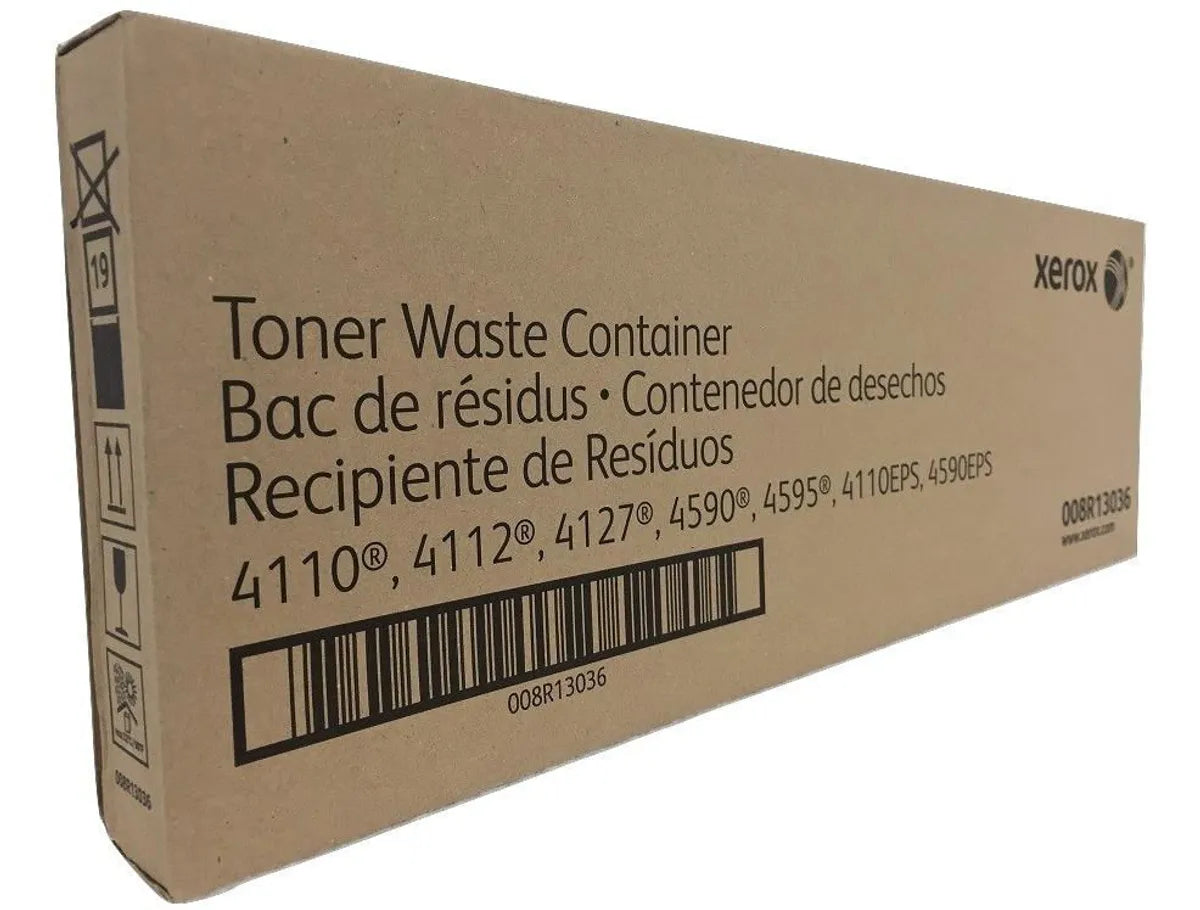 19
008R13036
Toner Waste Container
Bac de résidus • Contenedor de desechos
Recipiente de Resíduos
4110®, 4112®, 4127®, 4590®, 4595®, 4110EPS, 4590EPS
008R13036
xerox ®
008R13036
www.xerox.com